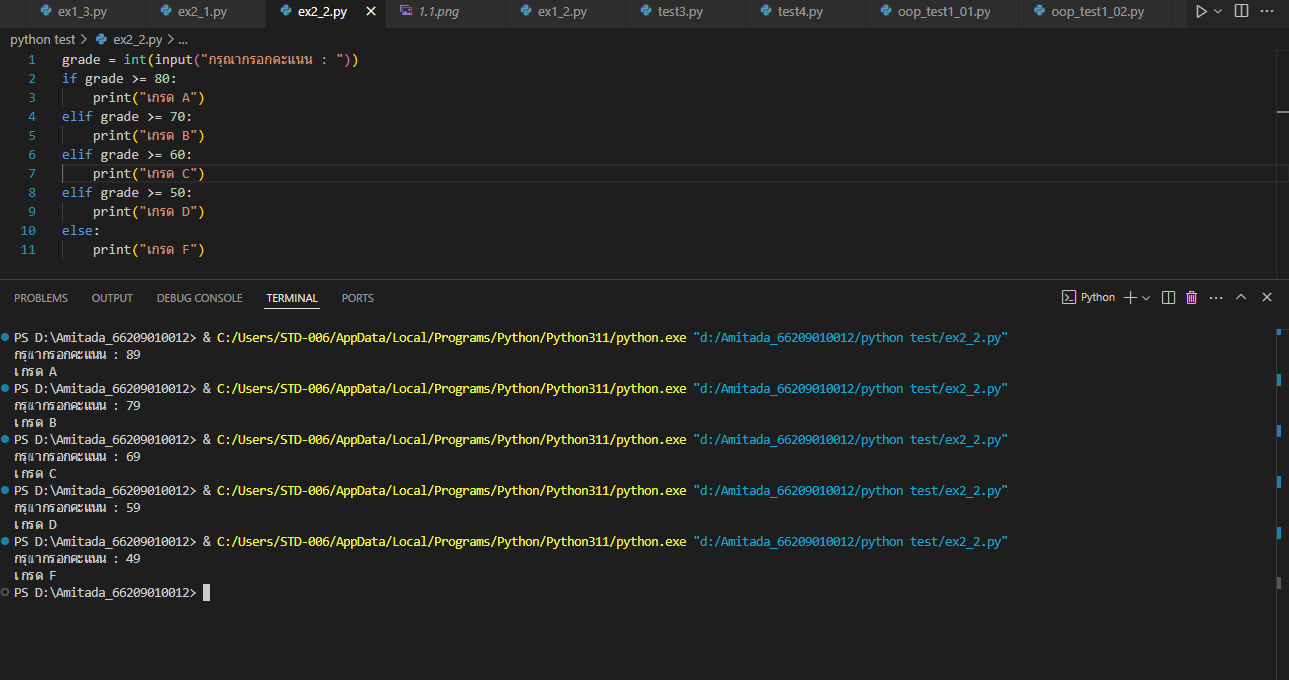 ex1_3.py ex2_1.py ex2_2.py 1.1.png ex1_2.py test3.py test4.py oop_test1_01.py oop_test1_02.py
python test > ex2_2.py > ...
1 grade = int(input("กรุณากรอกคะแนน : "))
2 if grade >= 80:
3 print("เกรด A")
4 elif grade >= 70:
5 print("เกรด B")
6 elif grade >= 60:
7 print("เกรด C")
8 elif grade >= 50:
9 print("เกรด D")
10 else:
11 print("เกรด F")
PROBLEMS OUTPUT DEBUG CONSOLE TERMINAL PORTS Python
PS D:\Amitada_66209010012> & C:/Users/STD-006/AppData/Local/Programs/Python/Python311/python.exe "d:/Amitada_66209010012/python test/ex2_2.py"
กรุณากรอกคะแนน : 89
เกรด A
PS D:\Amitada_66209010012> & C:/Users/STD-006/AppData/Local/Programs/Python/Python311/python.exe "d:/Amitada_66209010012/python test/ex2_2.py"
กรุณากรอกคะแนน : 79
เกรด B
PS D:\Amitada_66209010012> & C:/Users/STD-006/AppData/Local/Programs/Python/Python311/python.exe "d:/Amitada_66209010012/python test/ex2_2.py"
กรุณากรอกคะแนน : 69
เกรด C
PS D:\Amitada_66209010012> & C:/Users/STD-006/AppData/Local/Programs/Python/Python311/python.exe "d:/Amitada_66209010012/python test/ex2_2.py"
กรุณากรอกคะแนน : 59
เกรด D
PS D:\Amitada_66209010012> & C:/Users/STD-006/AppData/Local/Programs/Python/Python311/python.exe "d:/Amitada_66209010012/python test/ex2_2.py"
กรุณากรอกคะแนน : 49
เกรด F
PS D:\Amitada_66209010012>